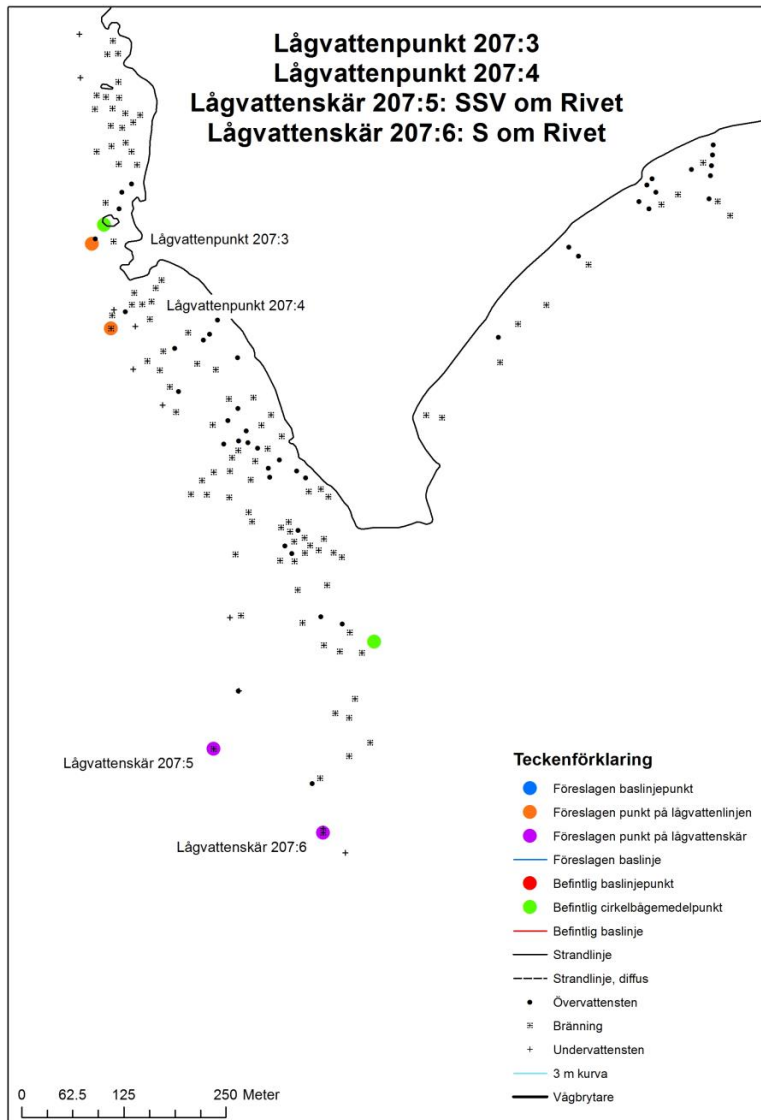 Lågvattenpunkt 207:3
Lågvattenpunkt 207:4
Lågvattenskär 207:5: SSV om Rivet
Lågvattenskär 207:6: S om Rivet
Lågvattenpunkt 207:3
Lågvattenpunkt 207:4
Lågvattenskär 207:5
Lågvattenskär 207:6
Teckenförklaring
Föreslagen baslinjepunkt
Föreslagen punkt på lågvattenlinjen
Föreslagen punkt på lågvattenskär
Föreslagen baslinje
Befintlig baslinjepunkt
Befintlig cirkelbågemedelpunkt
Befintlig baslinje
Strandlinje
Strandlinje, diffus
Övervattensten
Bränning
Undervattensten
3 m kurva
Vågbrytare
0 62.5 125 250 Meter